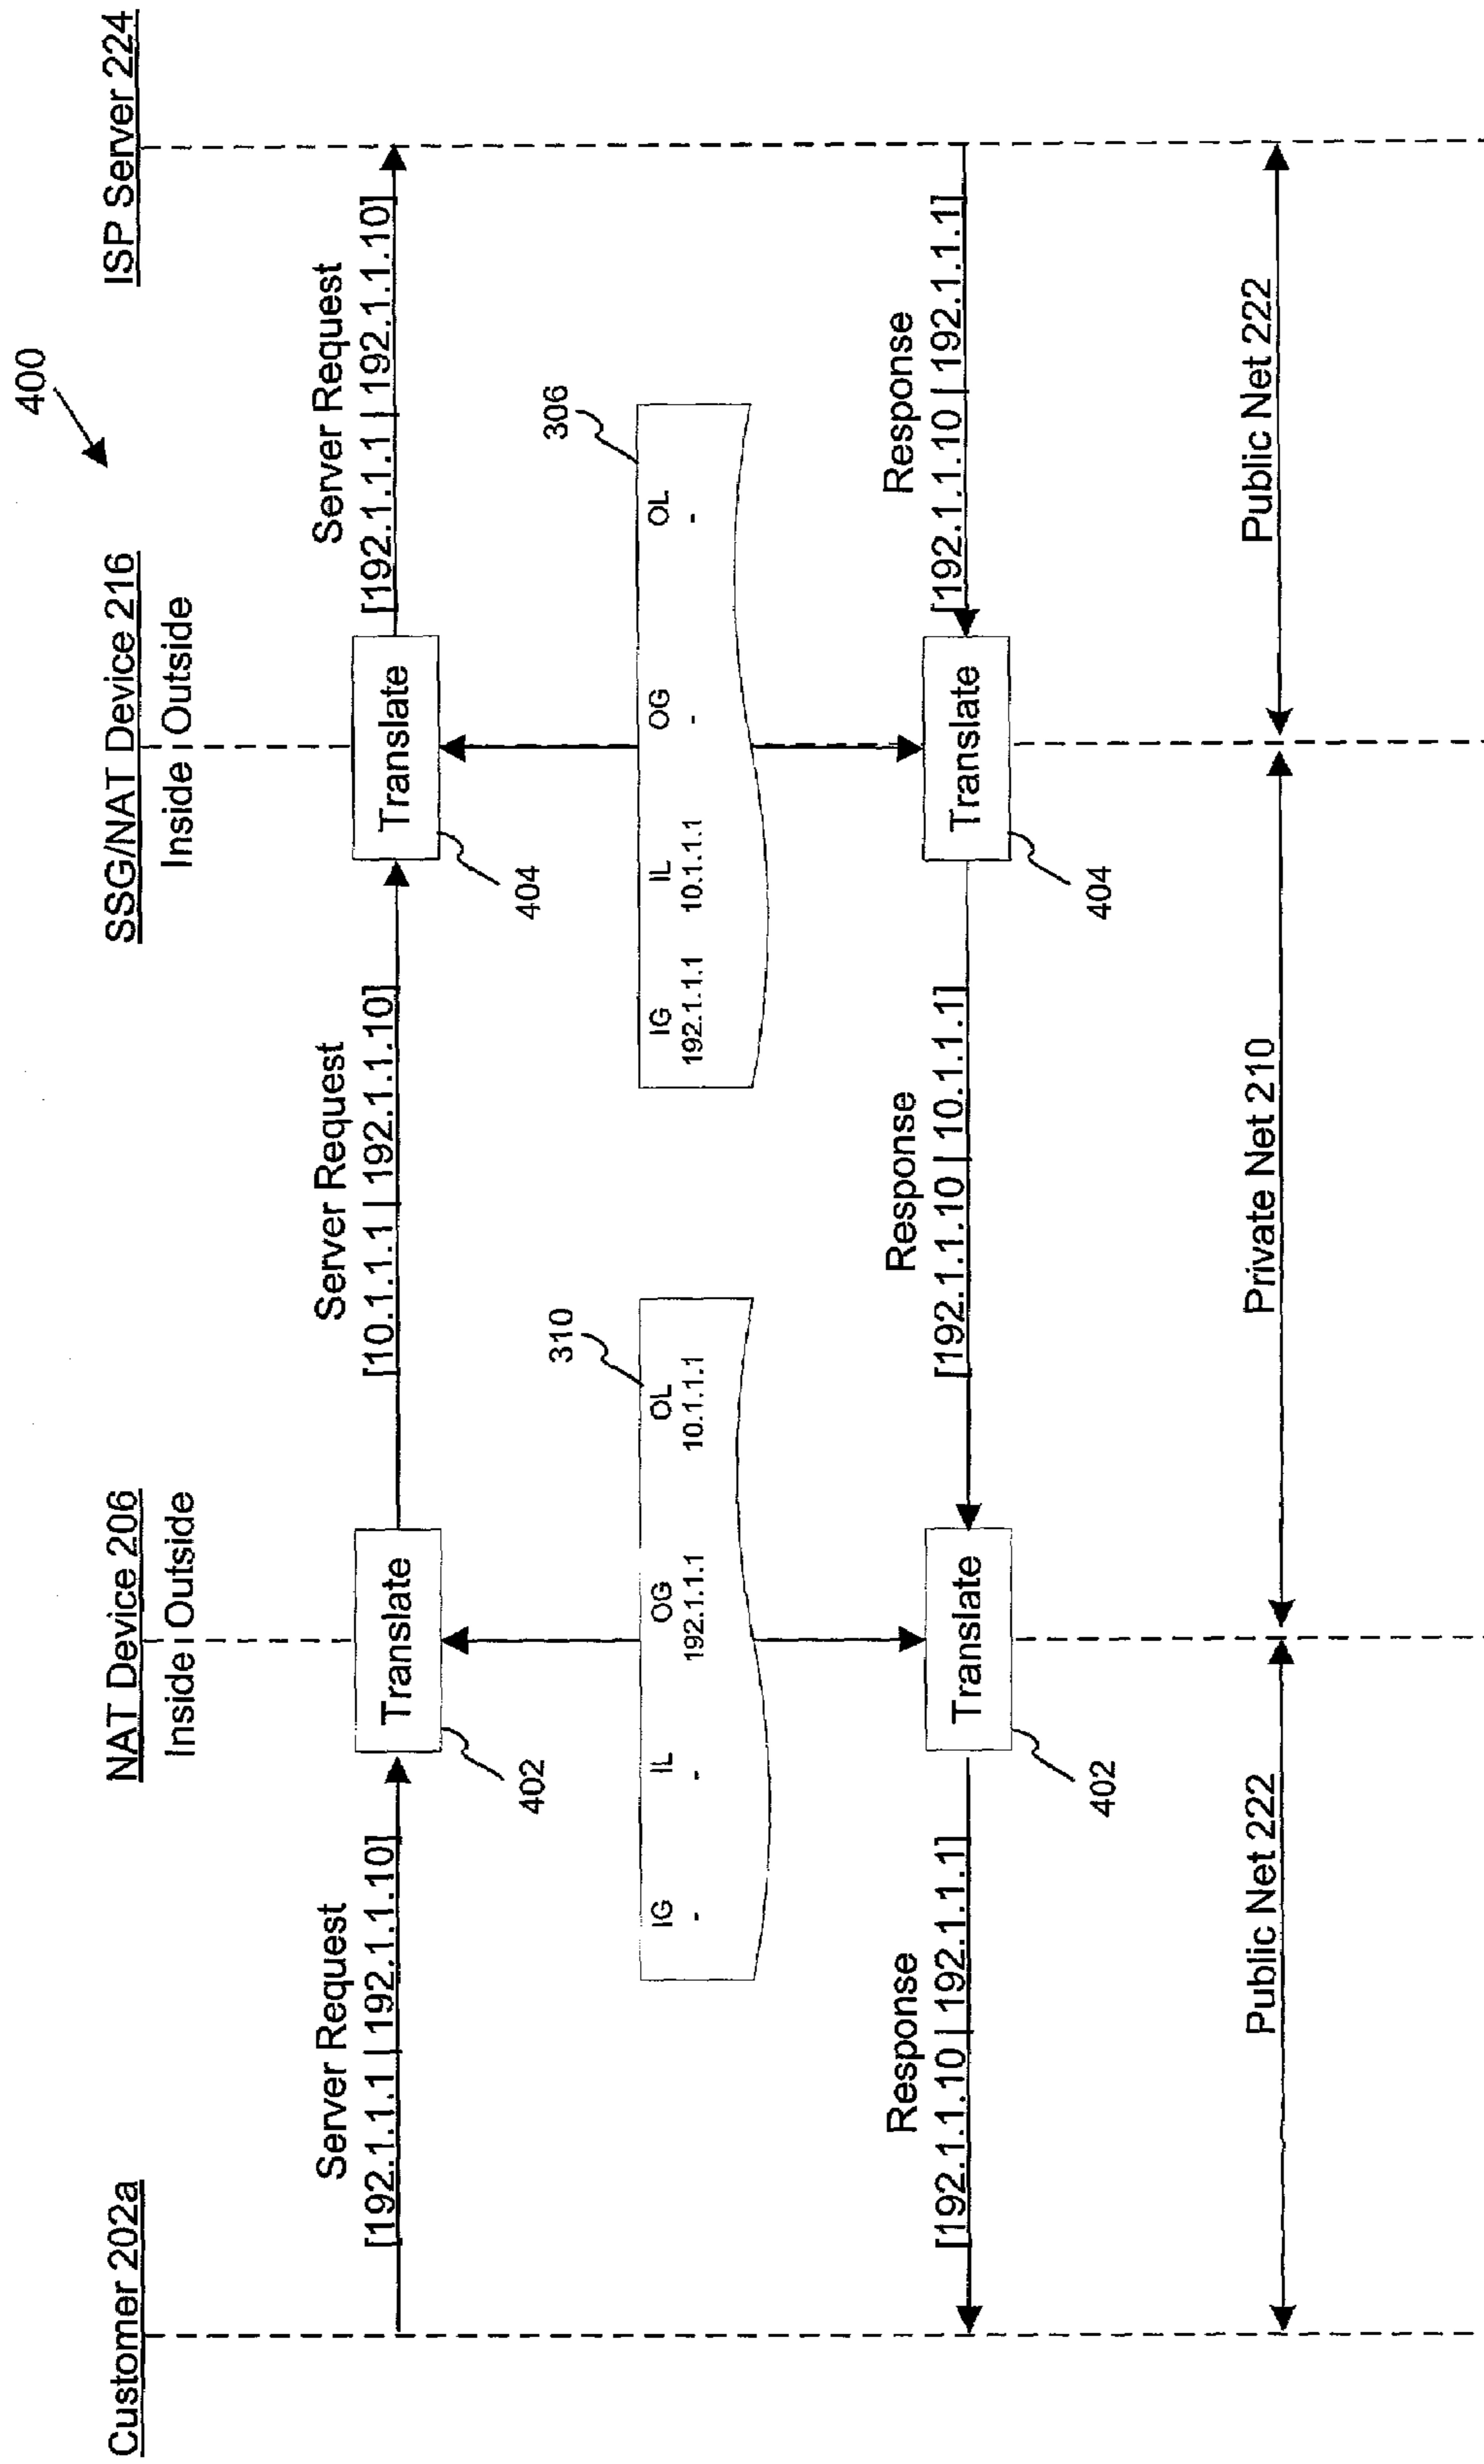 400
Customer 202a
NAT Device 206
Inside Outside
SSG/NAT Device 216
Inside Outside
ISP Server 224
Server Request
[192.1.1.1 | 192.1.1.10]
Translate
402
Server Request
[10.1.1.1 | 192.1.1.10]
Translate
404
Server Request
[192.1.1.1 | 192.1.1.10]
310
IG IL OG OL
- - 192.1.1.1 10.1.1.1
306
IG IL OG OL
192.1.1.1 10.1.1.1 - -
Response
[192.1.1.10 | 192.1.1.1]
Translate
402
Response
[192.1.1.10 | 10.1.1.1]
Translate
404
Response
[192.1.1.10 | 192.1.1.1]
Public Net 222
Private Net 210
Public Net 222